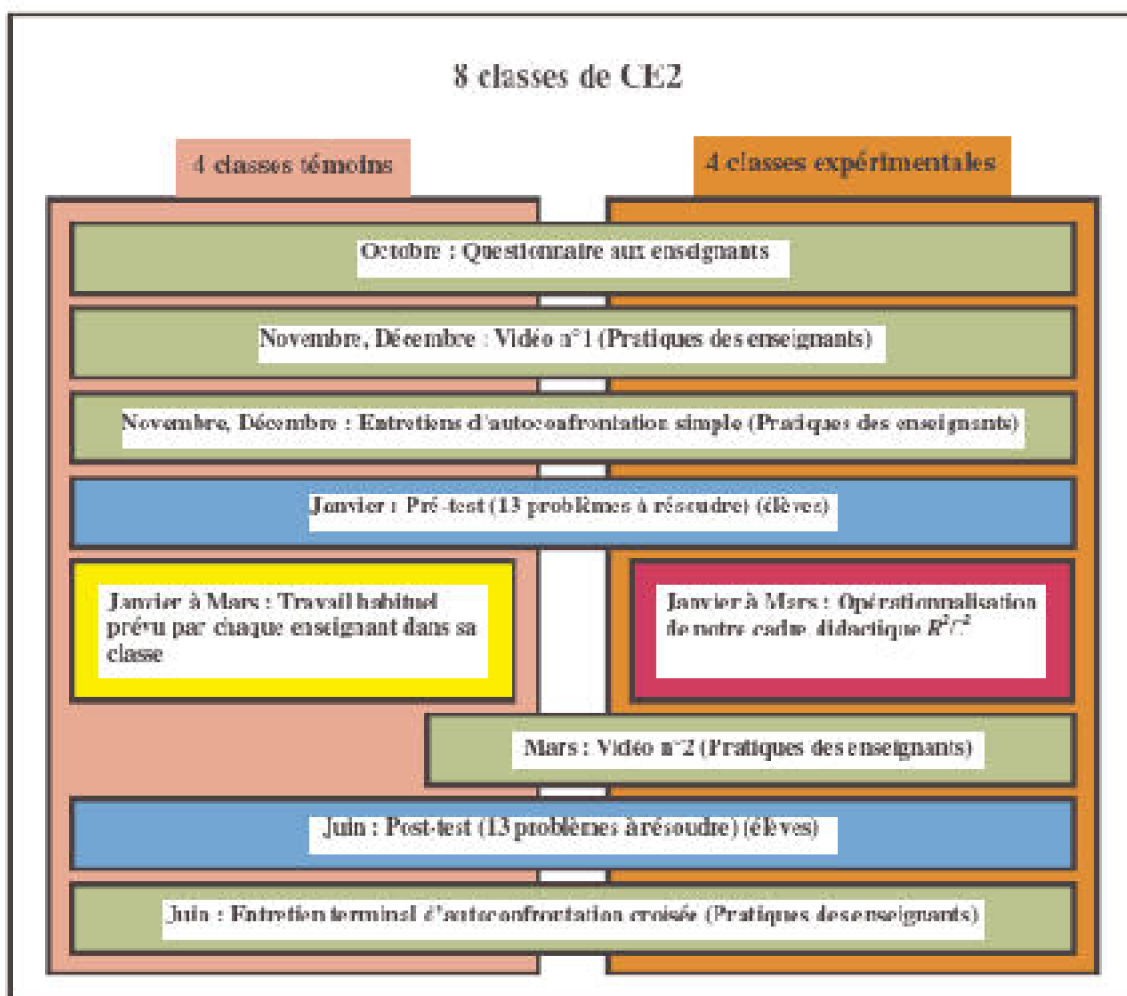 8 classes de CE2
4 classes témoins
4 classes expérimentales
Octobre : Questionnaire aux enseignants
Novembre, Décembre : Vidéo n°1 (Pratiques des enseignants)
Novembre, Décembre : Entretiens d'autoconfrontation simple (Pratiques des enseignants)
Janvier : Pré-test (13 problèmes à résoudre) (élèves)
Janvier à Mars : Travail habituel
prévu par chaque enseignant dans sa
classe
Janvier à Mars : Opérationnalisation
de notre cadre didactique R²C²
Mars : Vidéo n°2 (Pratiques des enseignants)
Juin : Post-test (13 problèmes à résoudre) (élèves)
Juin : Entretien terminal d'autoconfrontation croisée (Pratiques des enseignants)